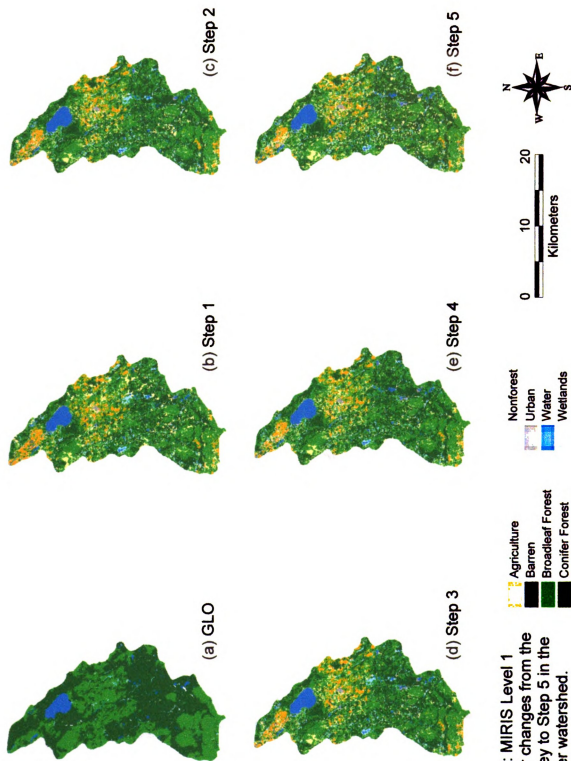 (a) GLO
(b) Step 1
(c) Step 2
(d) Step 3
(e) Step 4
(f) Step 5
: MIRIS Level 1
changes from the
ey to Step 5 in the
er watershed.
Agriculture
Barren
Broadleaf Forest
Conifer Forest
Nonforest
Urban
Water
Wetlands
0 10 20
Kilometers
N
W E
S